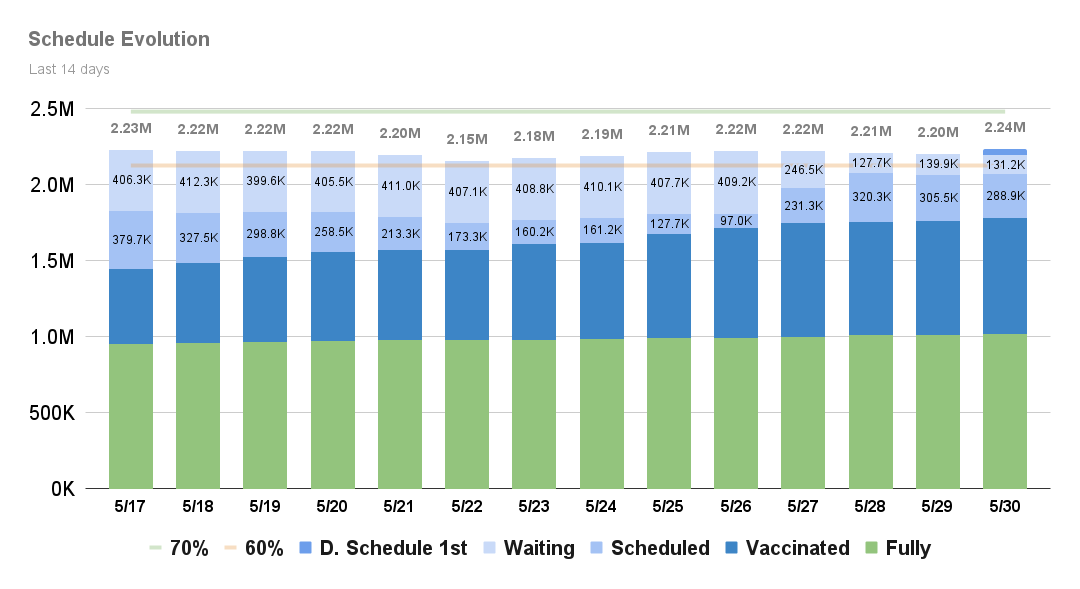 Schedule Evolution
Last 14 days
2.5M
2.23M 2.22M 2.22M 2.22M 2.20M 2.15M 2.18M 2.19M 2.21M 2.22M 2.22M 2.21M 2.20M 2.24M
406.3K 412.3K 399.6K 405.5K 411.0K 407.1K 408.8K 410.1K 407.7K 409.2K 246.5K 127.7K 139.9K 131.2K
2.0M
379.7K 327.5K 298.8K 258.5K 213.3K 173.3K 160.2K 161.2K 127.7K 97.0K 231.3K 320.3K 305.5K 288.9K
1.5M
1.0M
500K
0K
5/17 5/18 5/19 5/20 5/21 5/22 5/23 5/24 5/25 5/26 5/27 5/28 5/29 5/30
70% 60% D. Schedule 1st Waiting Scheduled Vaccinated Fully